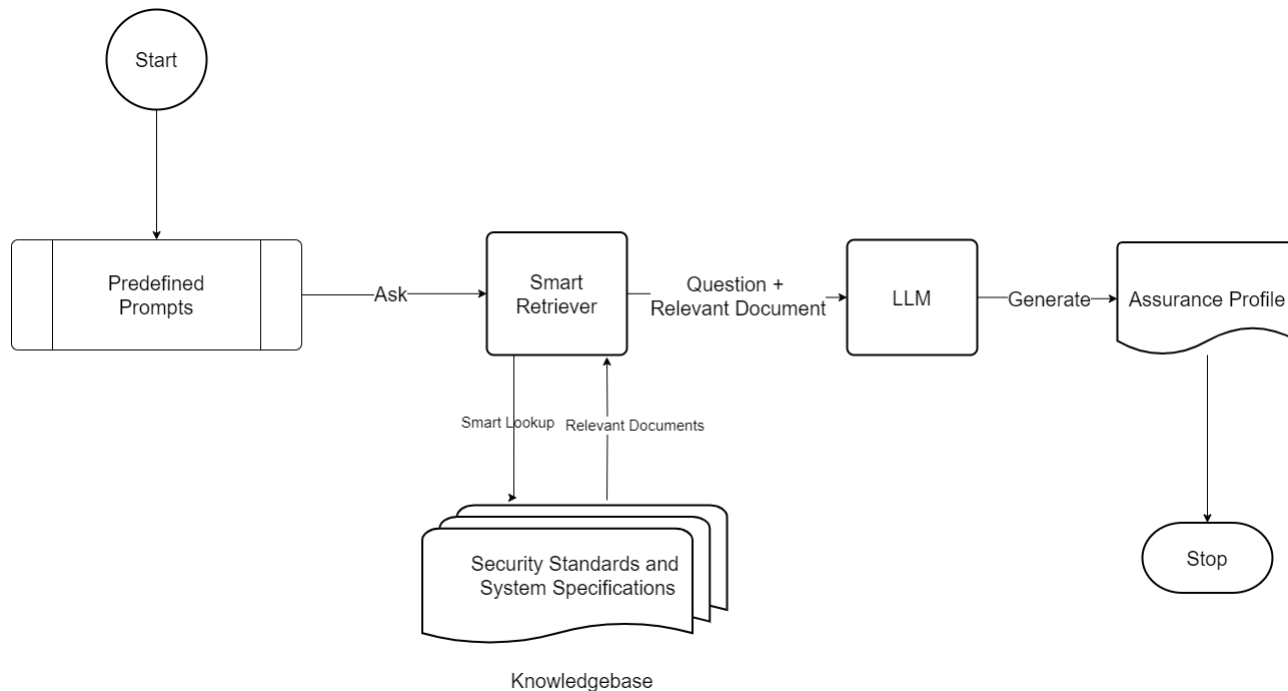 Start
Predefined
Prompts
Ask
Smart
Retriever
Question +
Relevant Document
LLM
Generate
Assurance Profile
Smart Lookup
Relevant Documents
Security Standards and
System Specifications
Stop
Knowledgebase